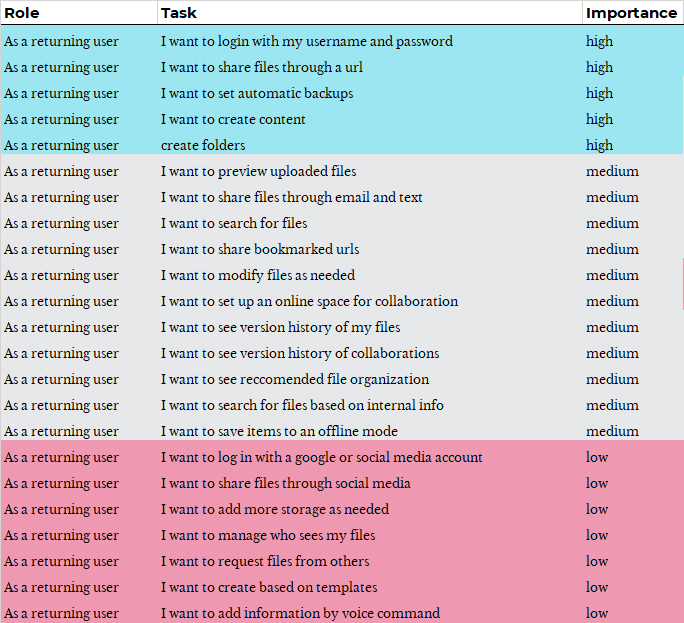 Role Task Importance
As a returning user I want to login with my username and password high
As a returning user I want to share files through a url high
As a returning user I want to set automatic backups high
As a returning user I want to create content high
As a returning user create folders high
As a returning user I want to preview uploaded files medium
As a returning user I want to share files through email and text medium
As a returning user I want to search for files medium
As a returning user I want to share bookmarked urls medium
As a returning user I want to modify files as needed medium
As a returning user I want to set up an online space for collaboration medium
As a returning user I want to see version history of my files medium
As a returning user I want to see version history of collaborations medium
As a returning user I want to see reccomended file organization medium
As a returning user I want to search for files based on internal info medium
As a returning user I want to save items to an offline mode medium
As a returning user I want to log in with a google or social media account low
As a returning user I want to share files through social media low
As a returning user I want to add more storage as needed low
As a returning user I want to manage who sees my files low
As a returning user I want to request files from others low
As a returning user I want to create based on templates low
As a returning user I want to add information by voice command low